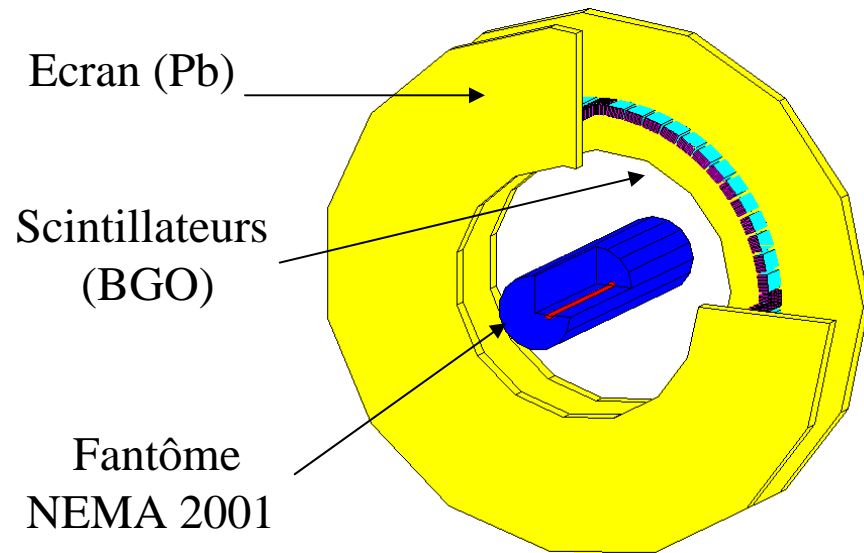 Ecran (Pb)
Scintillateurs
(BGO)
Fantôme
NEMA 2001